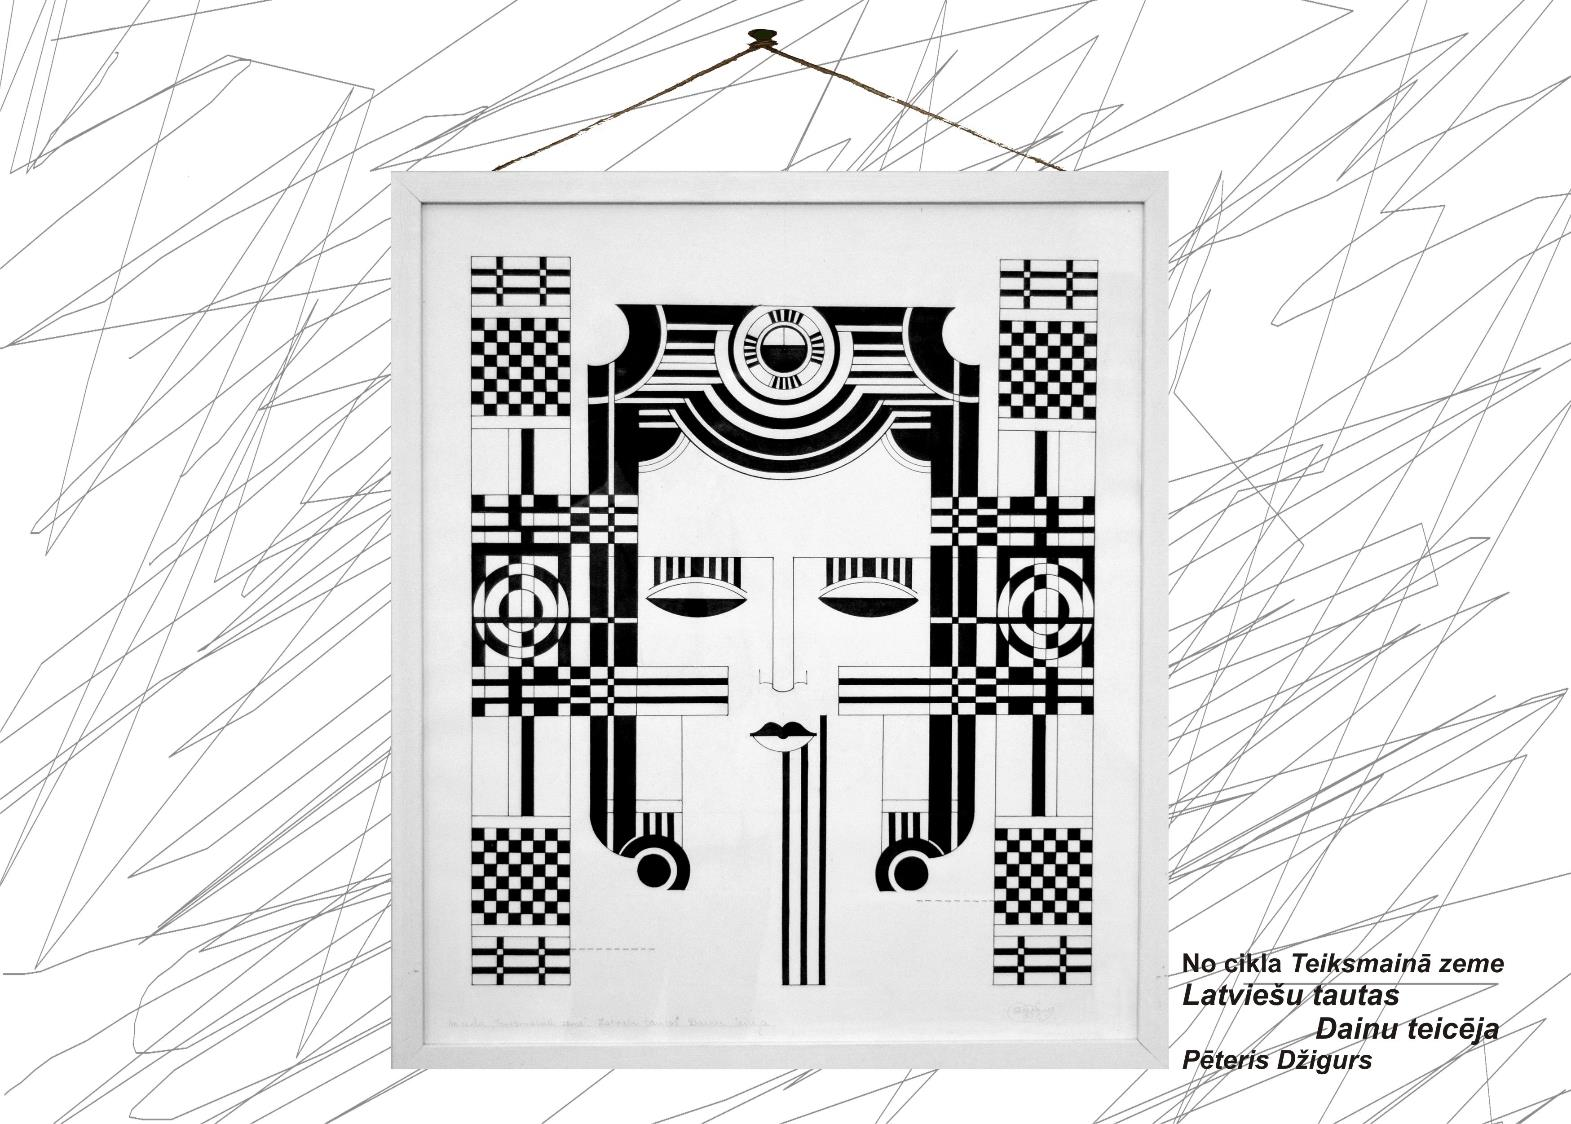 No cikla Teiksmainā zeme
Latviešu tautas
Dainu teicēja
Pēteris Džigurs